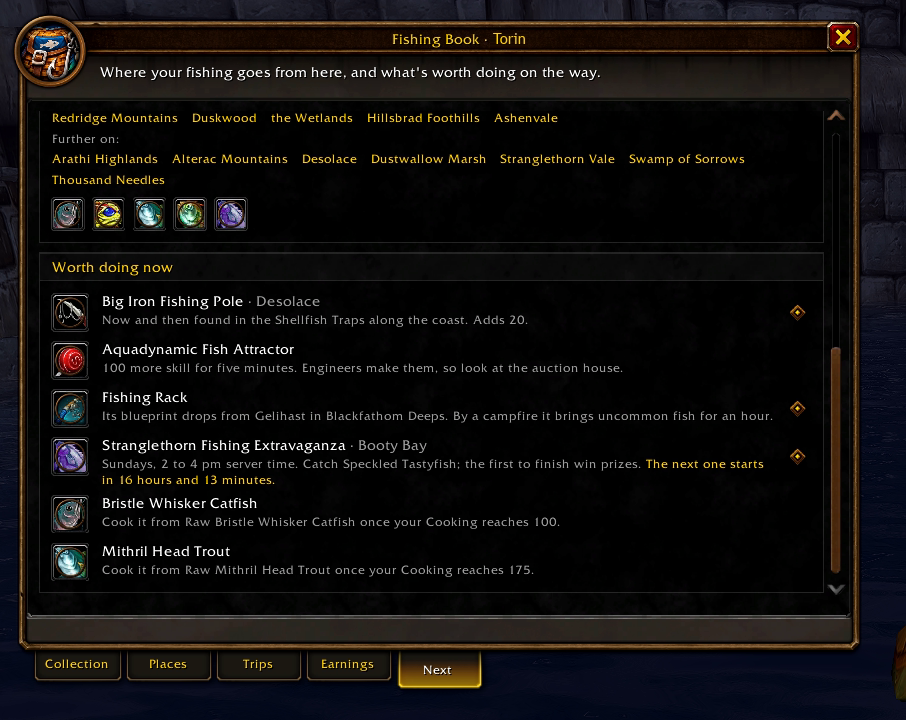 Fishing Book · Torin
Where your fishing goes from here, and what's worth doing on the way.
Redridge Mountains Duskwood the Wetlands Hillsbrad Foothills Ashenvale
Further on:
Arathi Highlands Alterac Mountains Desolace Dustwallow Marsh Stranglethorn Vale Swamp of Sorrows
Thousand Needles
Worth doing now
Big Iron Fishing Pole · Desolace
Now and then found in the Shellfish Traps along the coast. Adds 20.
Aquadynamic Fish Attractor
100 more skill for five minutes. Engineers make them, so look at the auction house.
Fishing Rack
Its blueprint drops from Gelihast in Blackfathom Deeps. By a campfire it brings uncommon fish for an hour.
Stranglethorn Fishing Extravaganza · Booty Bay
Sundays, 2 to 4 pm server time. Catch Speckled Tastyfish; the first to finish win prizes. The next one starts
in 16 hours and 13 minutes.
Bristle Whisker Catfish
Cook it from Raw Bristle Whisker Catfish once your Cooking reaches 100.
Mithril Head Trout
Cook it from Raw Mithril Head Trout once your Cooking reaches 175.
Collection Places Trips Earnings Next